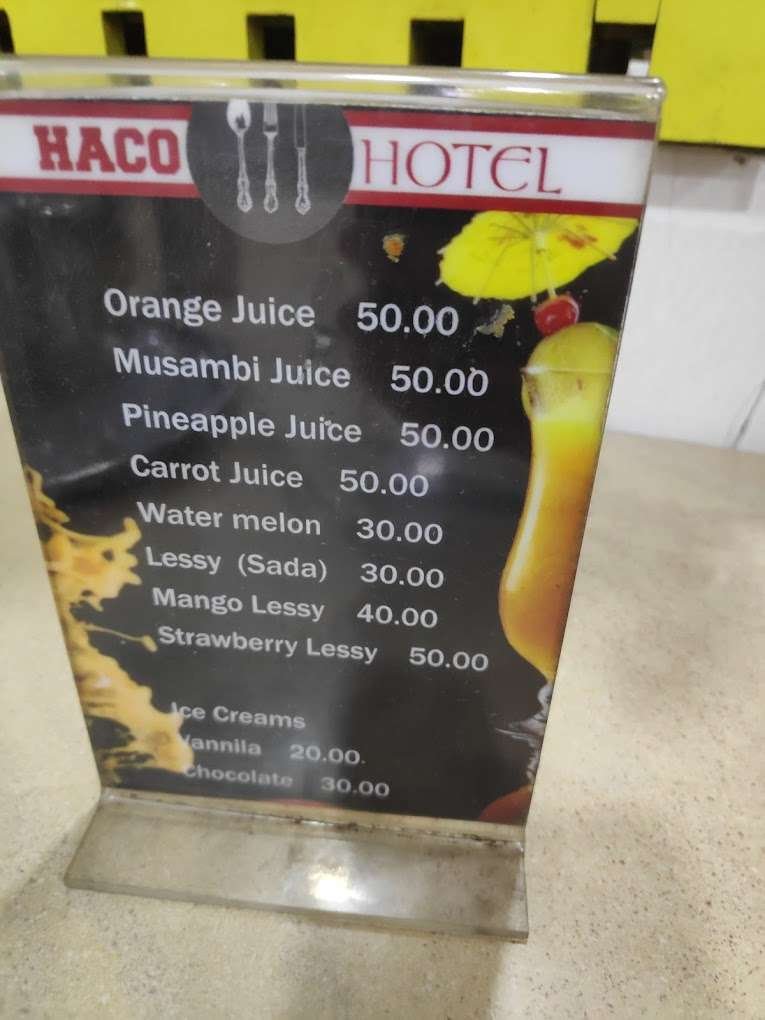 HACO HOTEL
Orange Juice 50.00
Musambi Juice 50.00
Pineapple Juice 50.00
Carrot Juice 50.00
Water melon 30.00
Lessy (Sada) 30.00
Mango Lessy 40.00
Strawberry Lessy 50.00
Ice Creams
Vannila 20.00
Chocolate 30.00